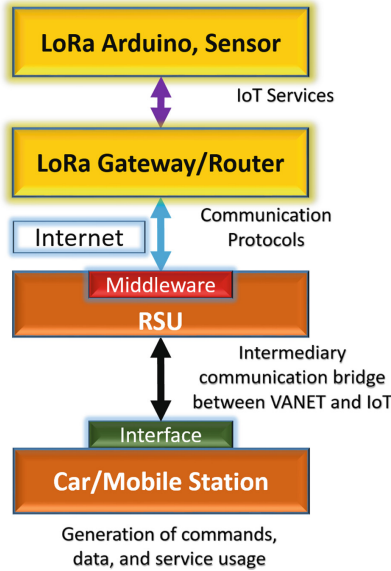 LoRa Arduino, Sensor
IoT Services
LoRa Gateway/Router
Communication
Protocols
Internet
Middleware
RSU
Intermediary
communication bridge
between VANET and IoT
Interface
Car/Mobile Station
Generation of commands,
data, and service usage